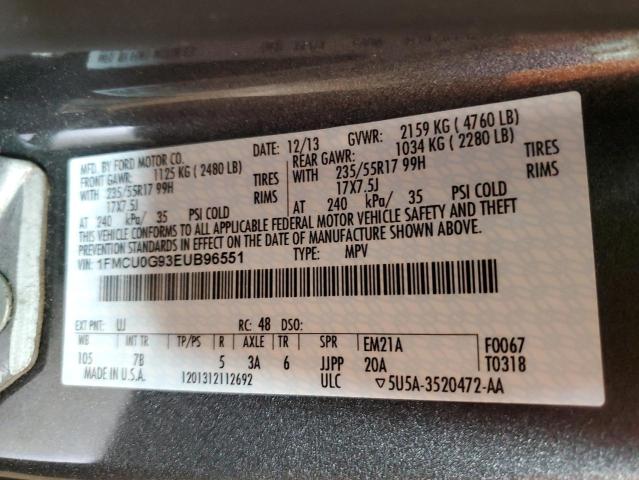 MFD. BY FORD MOTOR CO. DATE: 12/13 GVWR: 2159 KG ( 4760 LB)
FRONT GAWR: 1125 KG ( 2480 LB) REAR GAWR: 1034 KG ( 2280 LB)
WITH 235/55R17 99H TIRES WITH 235/55R17 99H TIRES
17X7.5J RIMS 17X7.5J RIMS
AT 240 kPa/ 35 PSI COLD AT 240 kPa/ 35 PSI COLD
THIS VEHICLE CONFORMS TO ALL APPLICABLE FEDERAL MOTOR VEHICLE SAFETY AND THEFT
PREVENTION STANDARDS IN EFFECT ON THE DATE OF MANUFACTURE SHOWN ABOVE.
VIN: 1FMCU0G93EUB96551 TYPE: MPV
EXT PNT: UJ RC: 48 DSO:
WB INT TR TP/PS R AXLE TR SPR EM21A F0067
105 7B 5 3A 6 JJPP 20A T0318
MADE IN U.S.A. 1201312112692 ULC ▽5U5A-3520472-AA